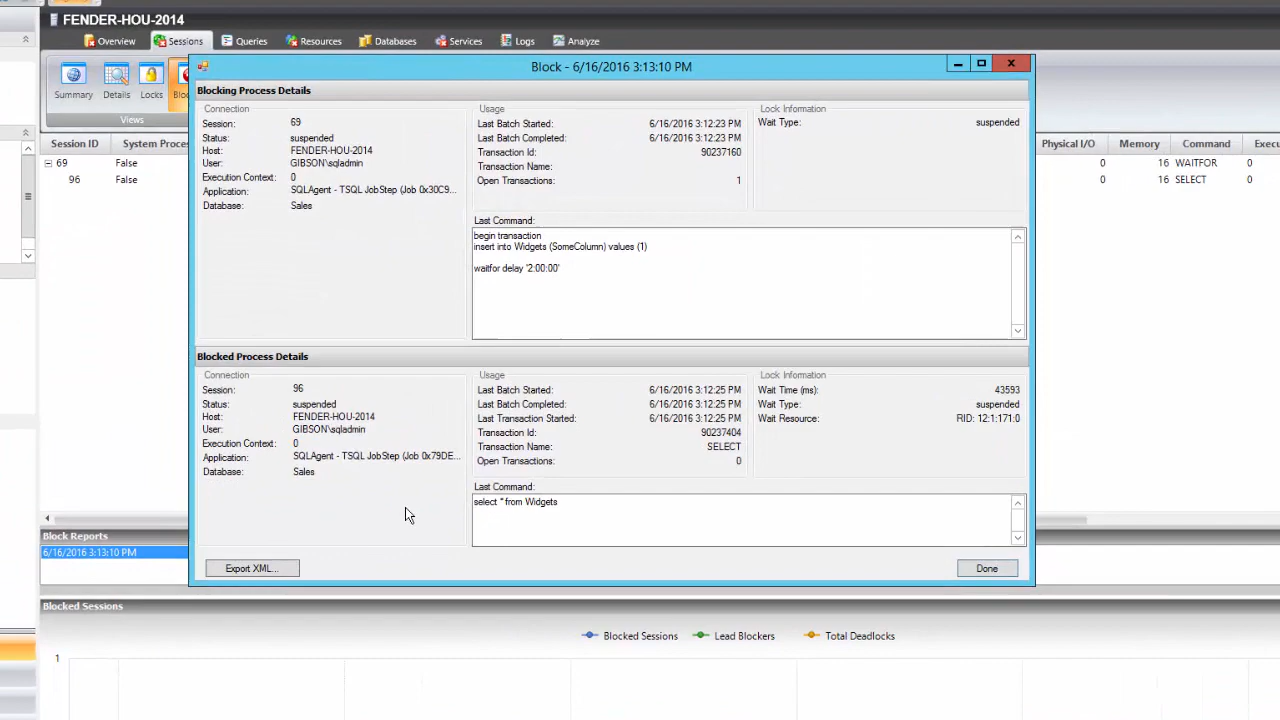 FENDER-HOU-2014
Overview
Sessions
Queries
Resources
Databases
Services
Logs
Analyze
Summary
Details
Locks
Views
Session ID
Physical I/O
Memory
Command
69
False
0
16
WAITFOR
0
96
False
0
16
SELECT
0
Block - 6/16/2016 3:13:10 PM
Blocking Process Details
Connection
Session: 69
Status: suspended
Host: FENDER-HOU-2014
User: GIBSON\sqladmin
Execution Context: 0
Application: SQLAgent - TSQL JobStep (Job 0x30C9...
Database: Sales
Usage
Last Batch Started: 6/16/2016 3:12:23 PM
Last Batch Completed: 6/16/2016 3:12:23 PM
Transaction Id: 90237160
Transaction Name:
Open Transactions: 1
Lock Information
Wait Type: suspended
Last Command:
begin transaction
insert into Widgets (SomeColumn) values (1)
waitfor delay '2:00:00'
Blocked Process Details
Connection
Session: 96
Status: suspended
Host: FENDER-HOU-2014
User: GIBSON\sqladmin
Execution Context: 0
Application: SQLAgent - TSQL JobStep (Job 0x79DE...
Database: Sales
Usage
Last Batch Started: 6/16/2016 3:12:25 PM
Last Batch Completed: 6/16/2016 3:12:25 PM
Last Transaction Started: 6/16/2016 3:12:25 PM
Transaction Id: 90237404
Transaction Name: SELECT
Open Transactions: 0
Lock Information
Wait Time (ms): 43593
Wait Type: suspended
Wait Resource: RID: 12:1:171:0
Last Command:
select * from Widgets
Export XML...
Done
Block Reports
6/16/2016 3:13:10 PM
Blocked Sessions
Blocked Sessions
Lead Blockers
Total Deadlocks
1